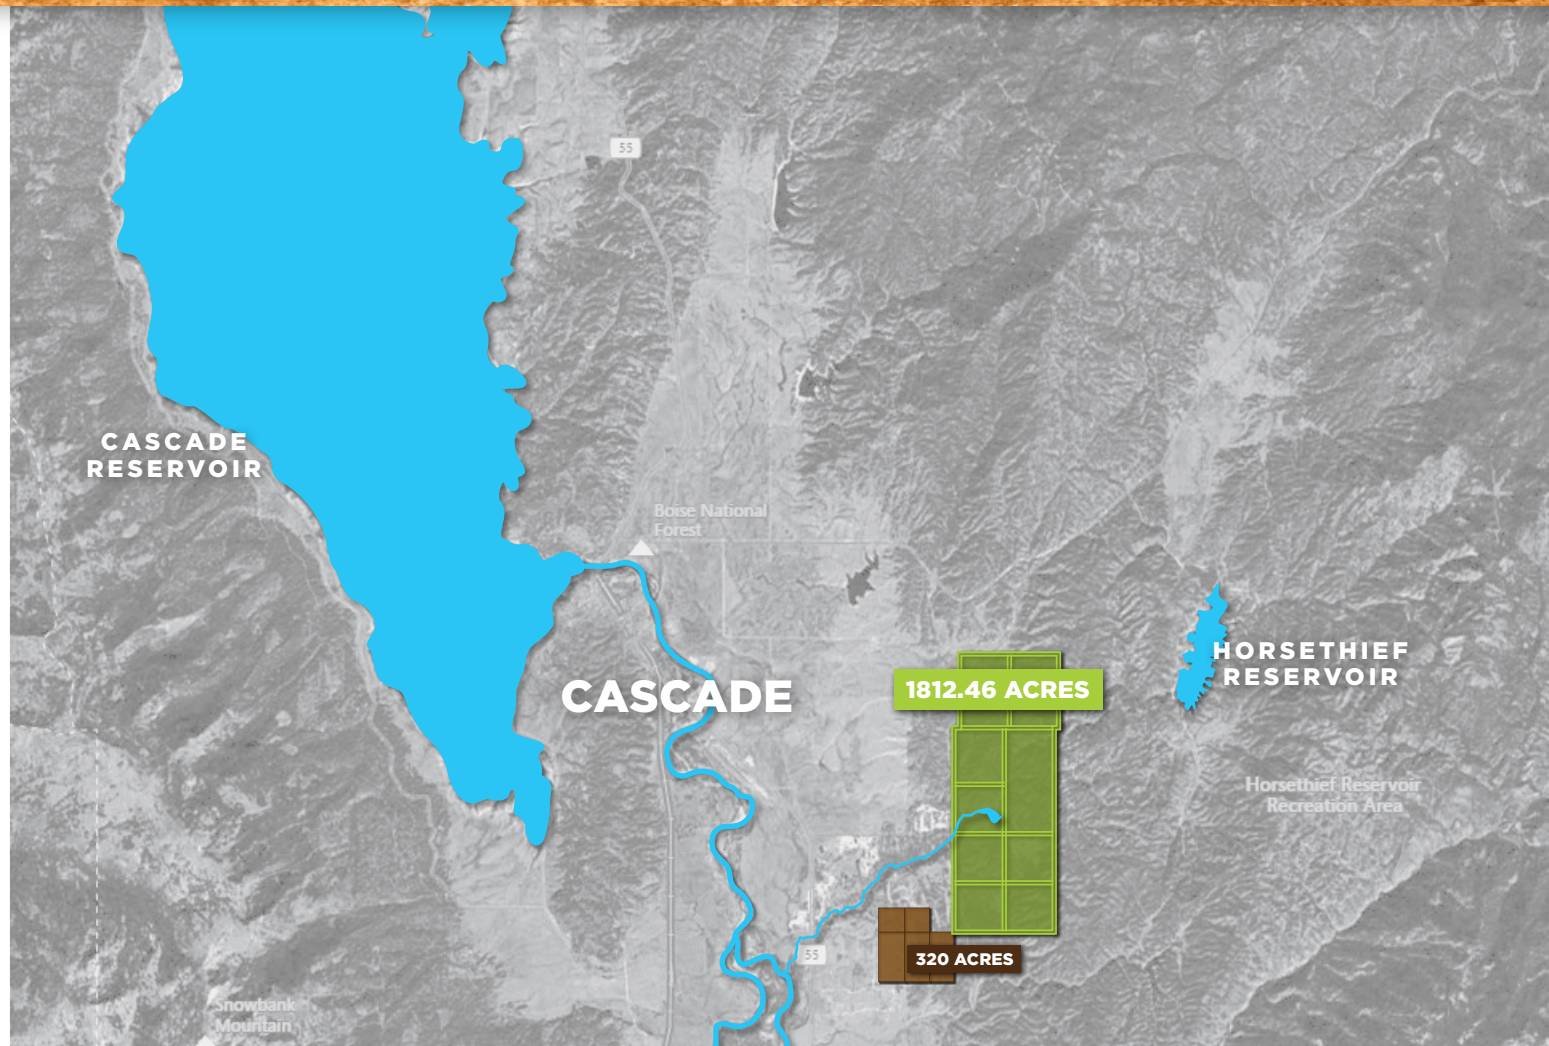 55
CASCADE
RESERVOIR
Boise National
Forest
CASCADE
HORSETHIEF
RESERVOIR
1812.46 ACRES
Horsethief Reservoir
Recreation Area
55
320 ACRES
Snowbank
Mountain